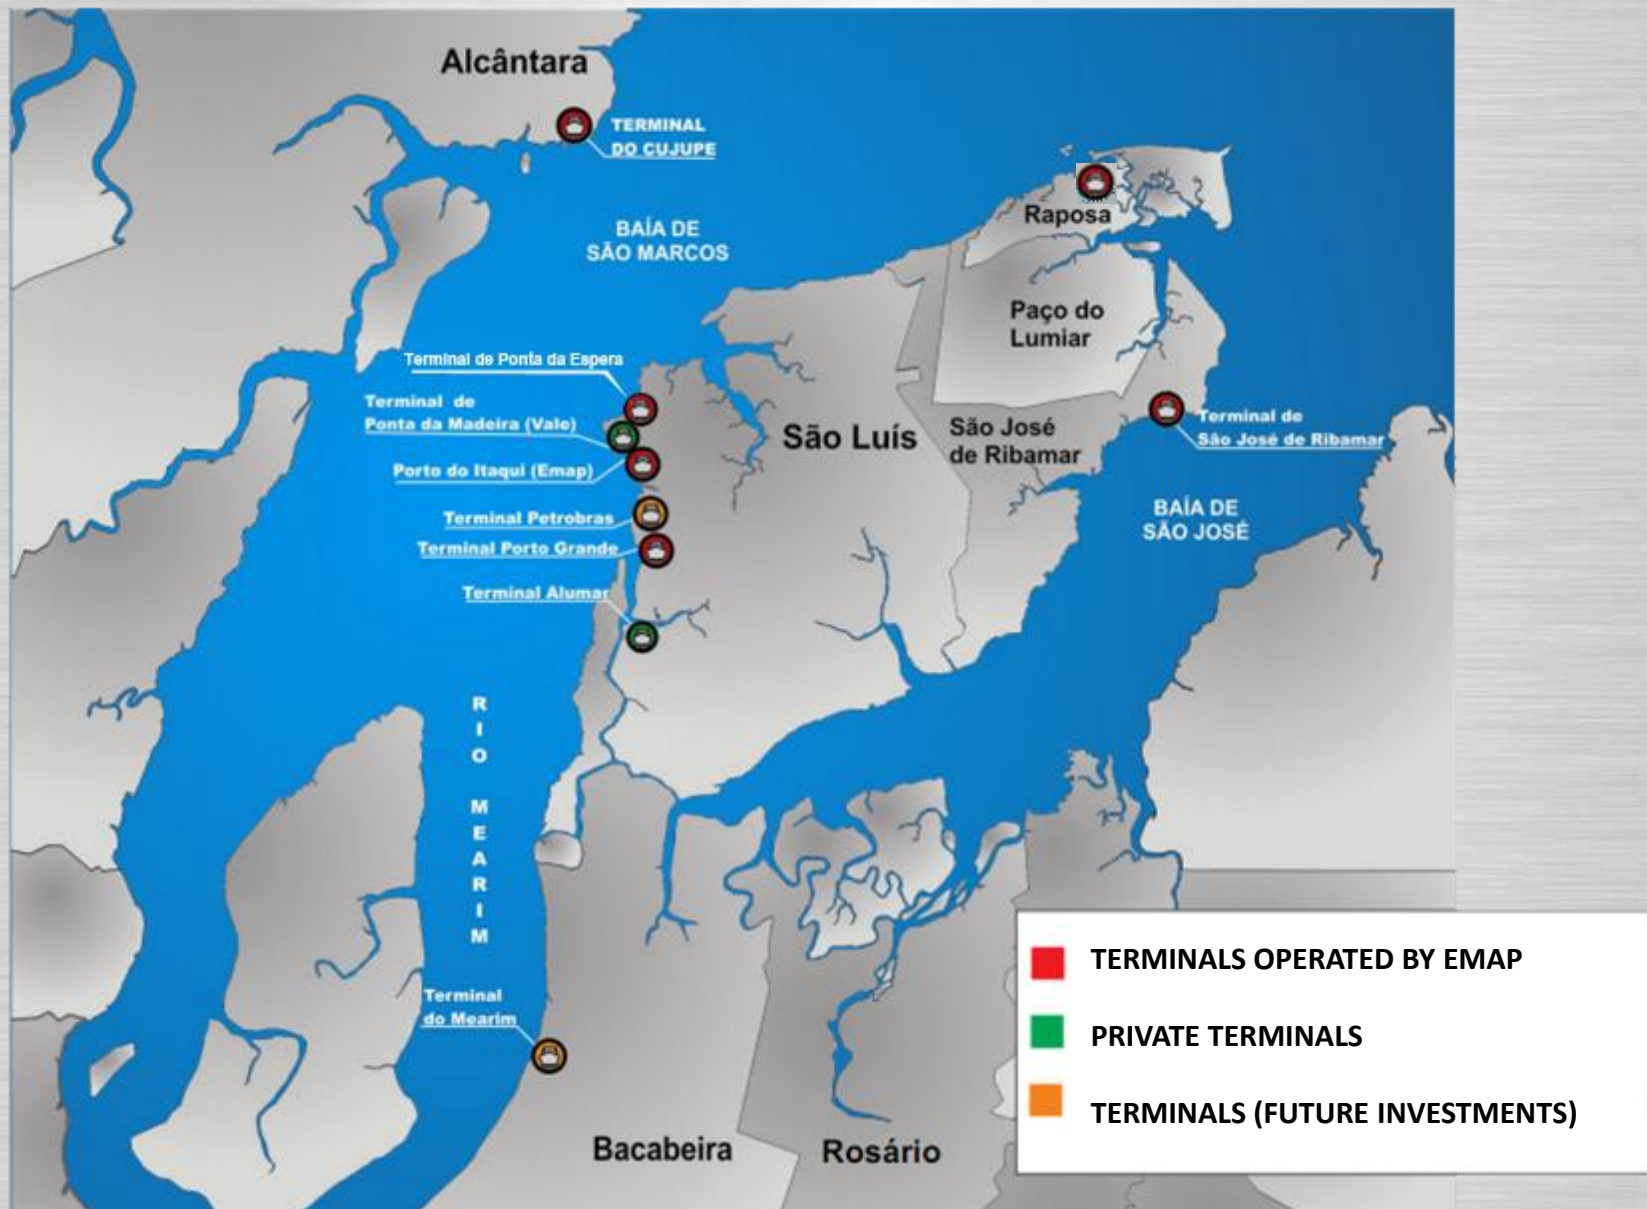 Alcântara
TERMINAL
DO CUJUPE
BAÍA DE
SÃO MARCOS
Raposa
Paço do
Lumiar
Terminal de Ponta da Espera
Terminal de
Ponta da Madeira (Vale)
Porto do Itaqui (Emap)
São Luís
São José
de Ribamar
Terminal de
São José de Ribamar
Terminal Petrobras
Terminal Porto Grande
BAÍA DE
SÃO JOSÉ
Terminal Alumar
R
I
O
M
E
A
R
I
M
Terminal
do Mearim
Bacabeira
Rosário
TERMINALS OPERATED BY EMAP
PRIVATE TERMINALS
TERMINALS (FUTURE INVESTMENTS)